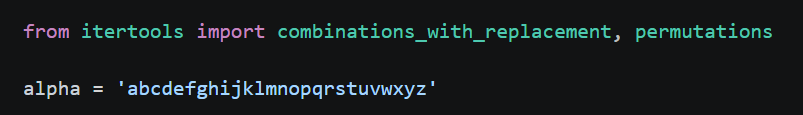 from itertools import combinations_with_replacement, permutations
alpha = 'abcdefghijklmnopqrstuvwxyz'